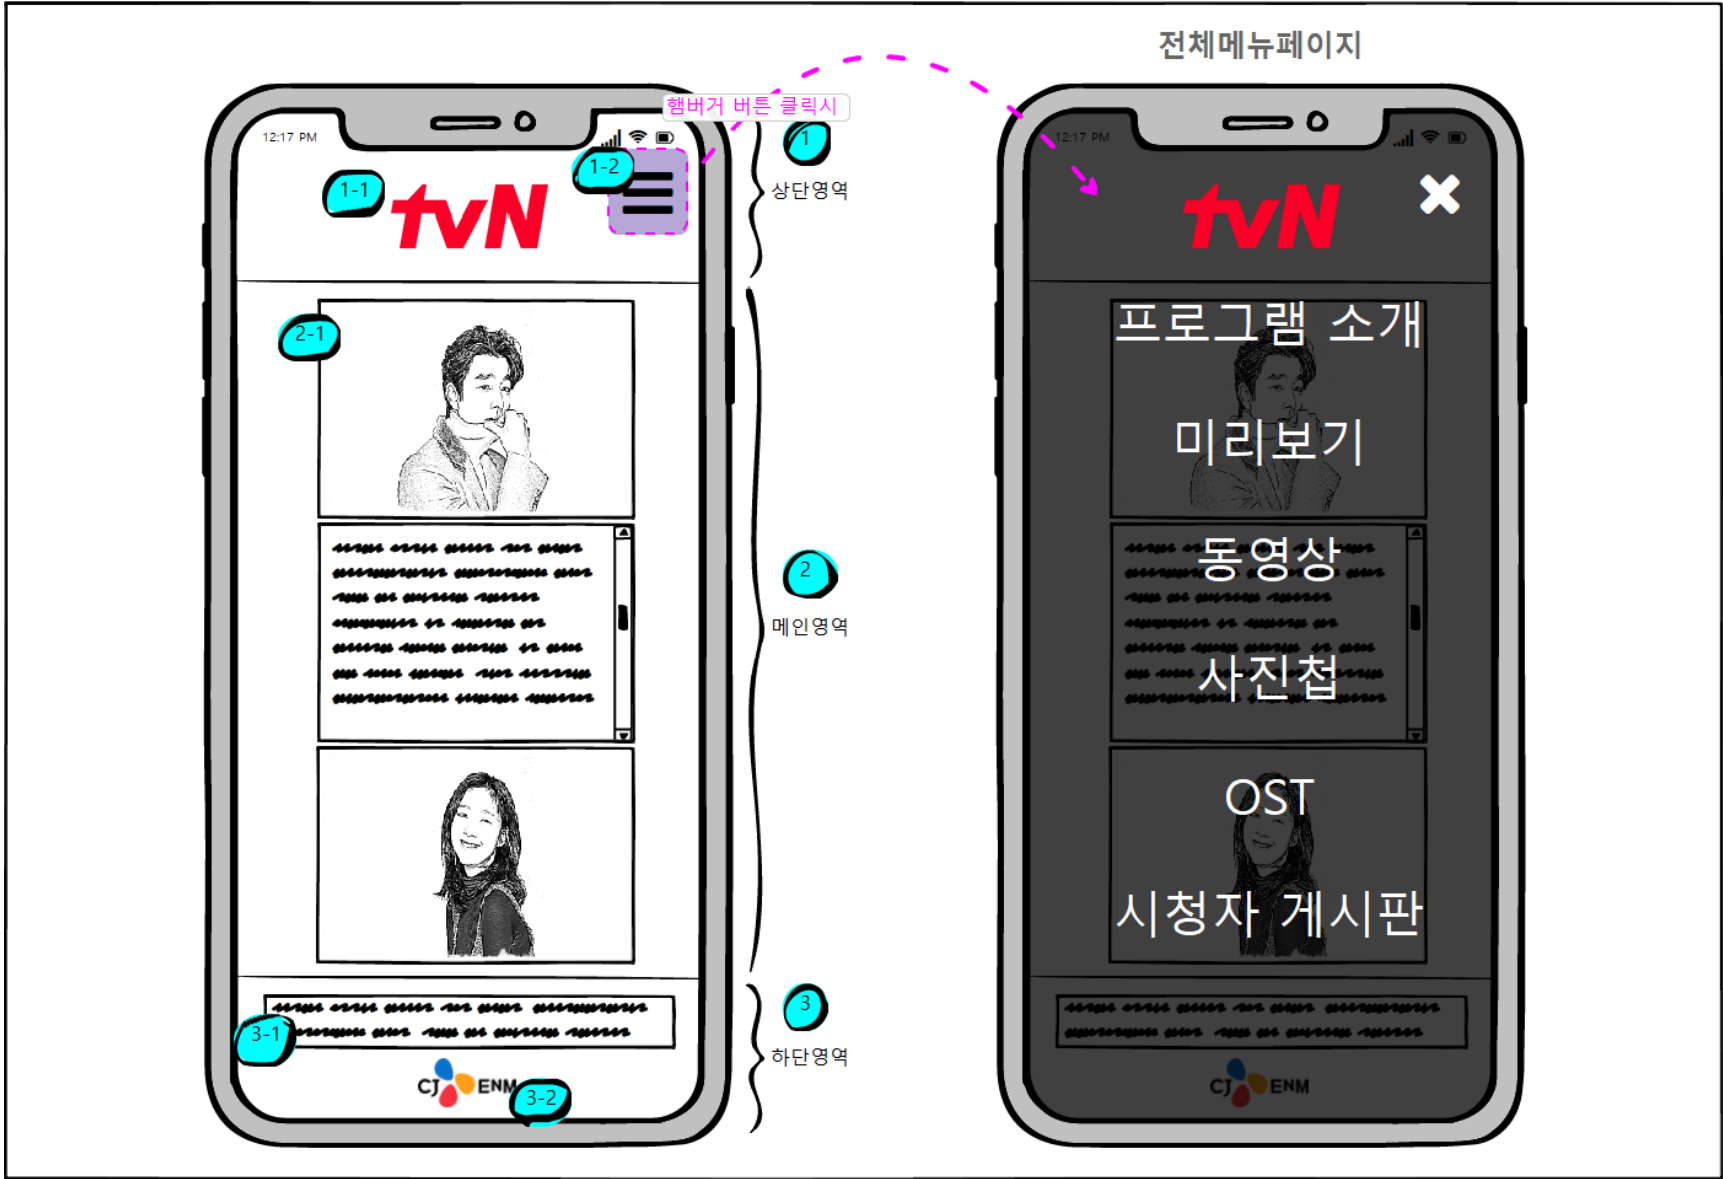 전체메뉴페이지
햄버거 버튼 클릭시
12:17 PM
1-1
1-2
tvN
1
상단영역
2-1
2
메인영역
3
하단영역
3-1
CJ ENM
3-2
12:17 PM
tvN
프로그램 소개
미리보기
동영상
사진첩
OST
시청자 게시판
CJ ENM